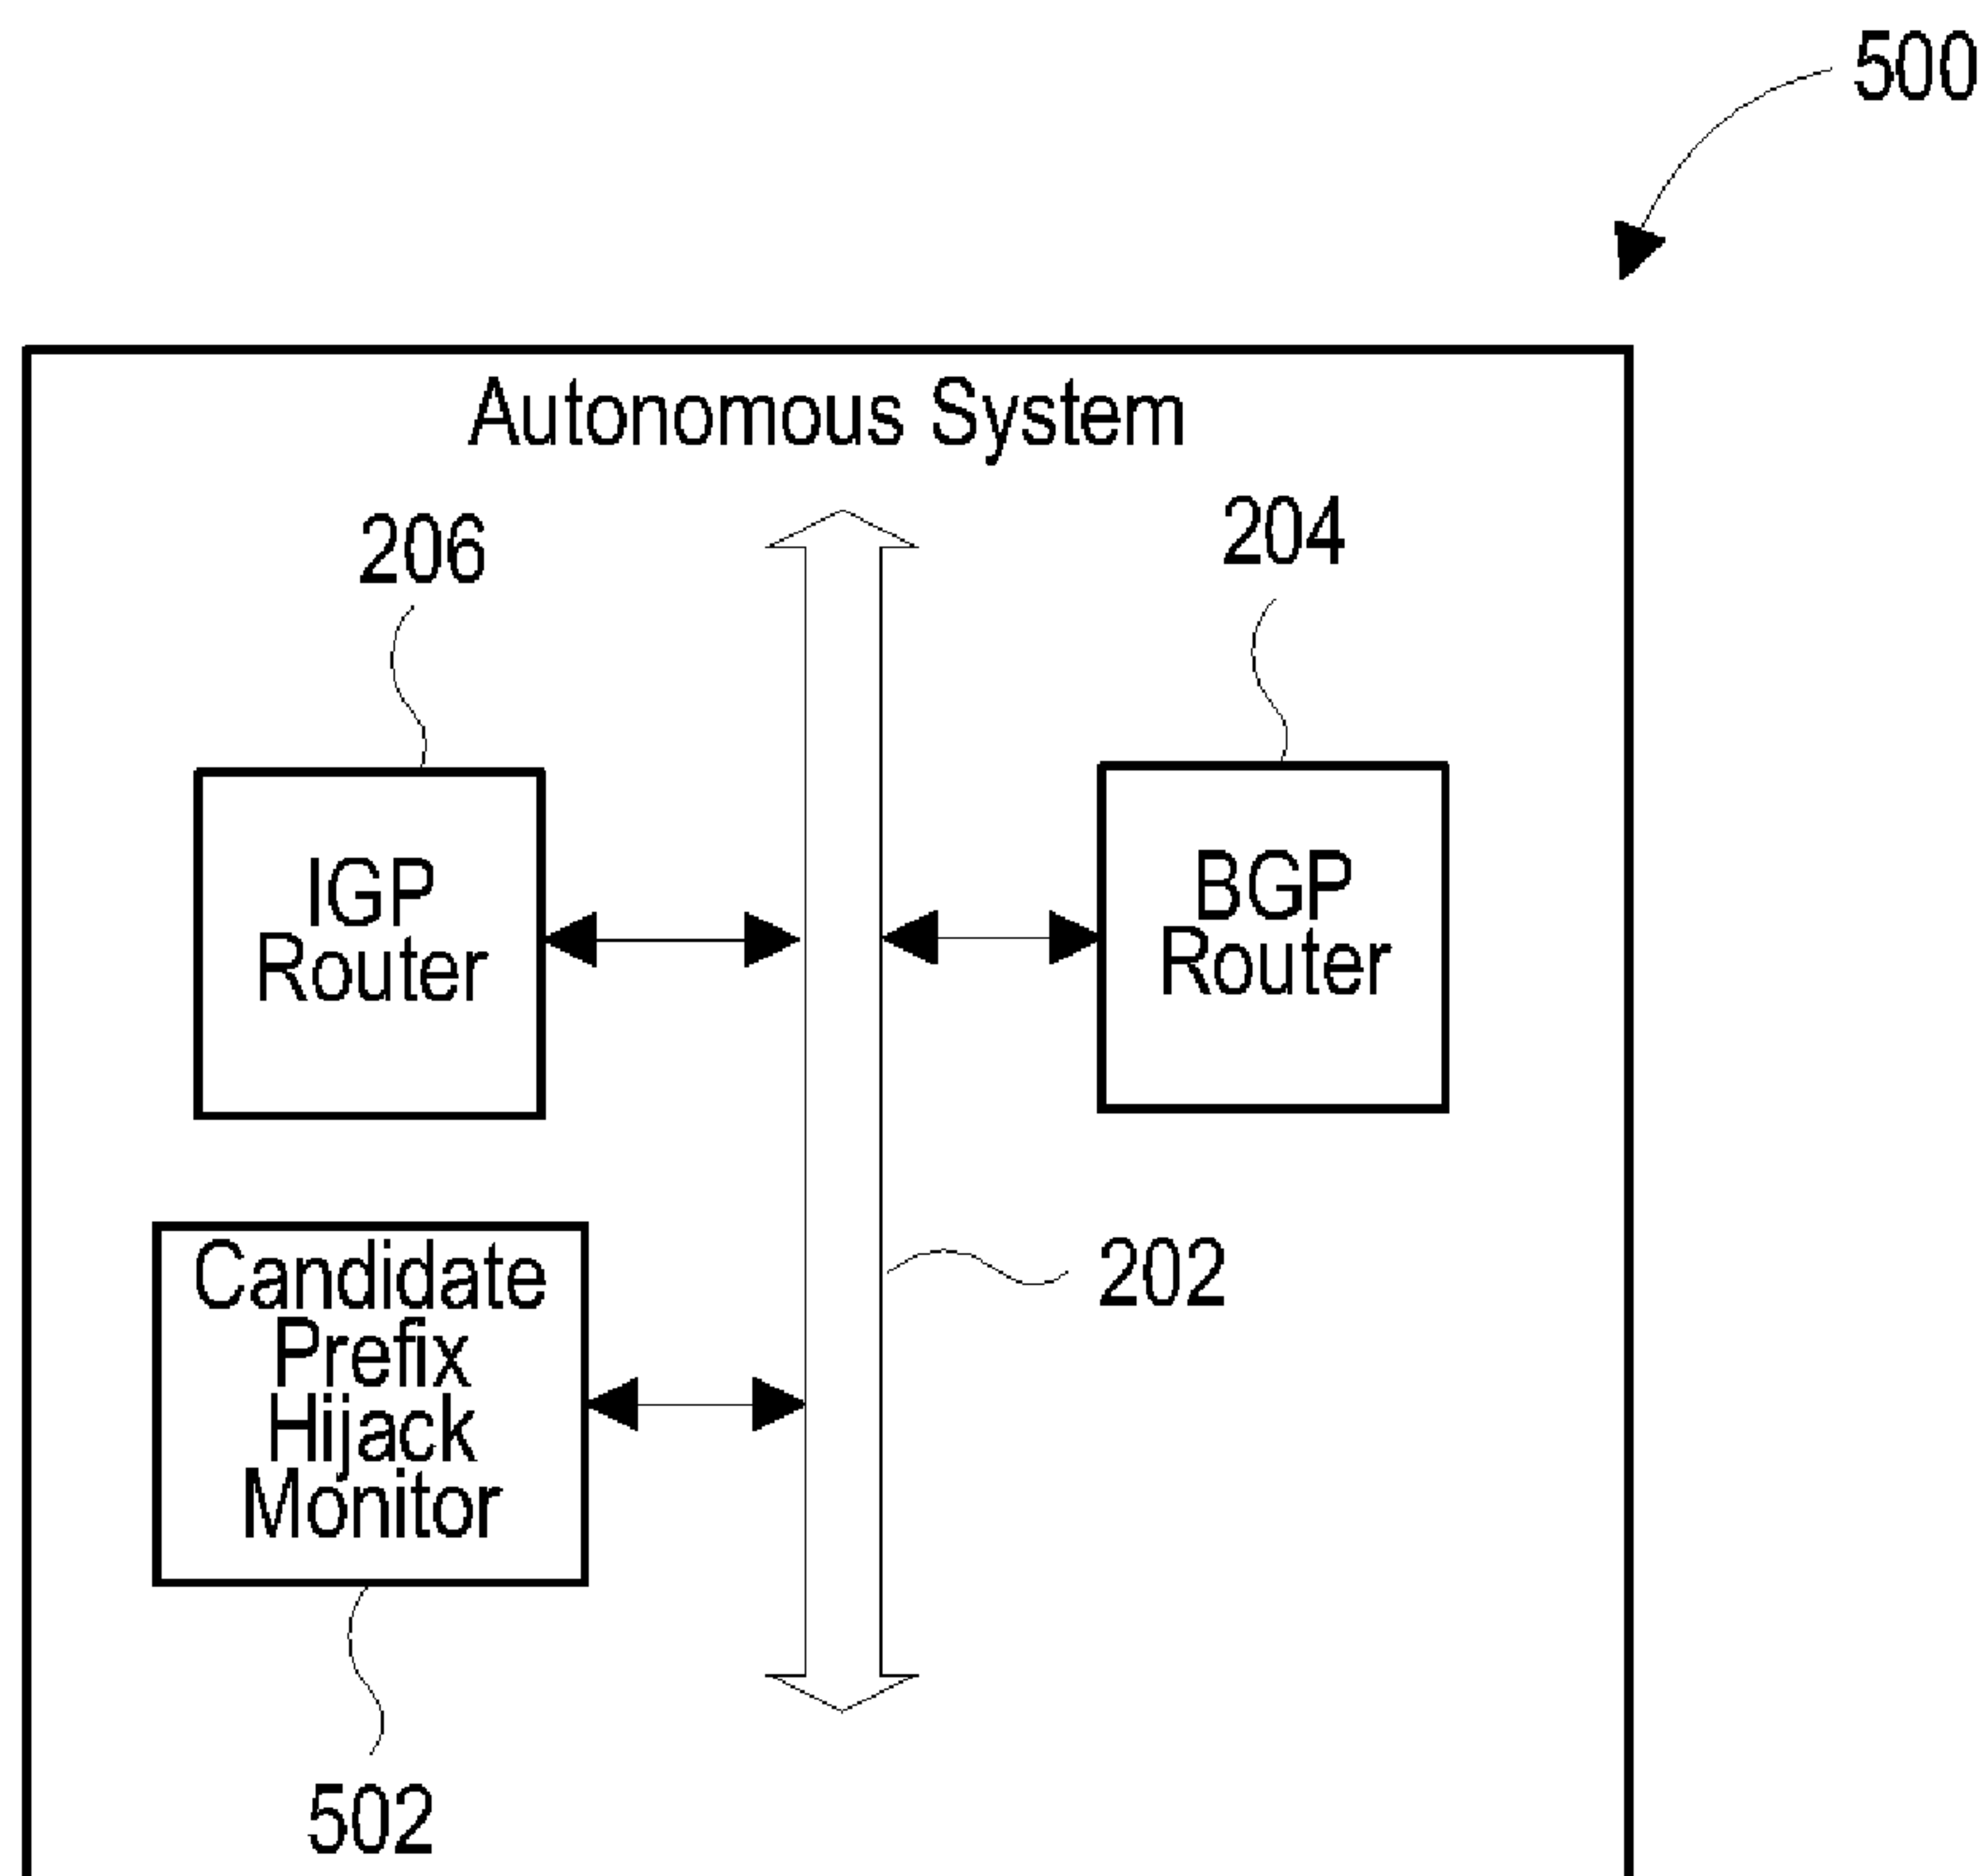 500
Autonomous System
206
204
IGP
Router
BGP
Router
Candidate
Prefix
Hijack
Monitor
202
502